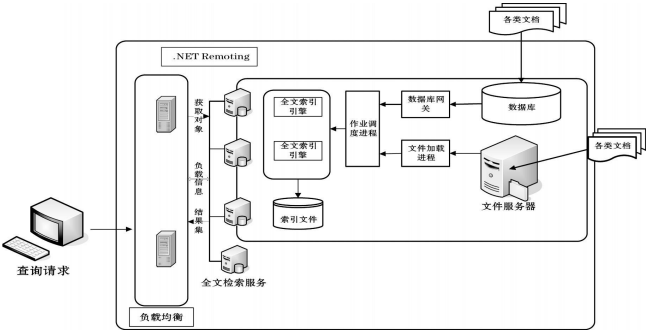 各类文档
.NET Remoting
获取对象
全文索引
引擎
数据库网
关
数据库
作业调
度进程
全文索引
引擎
文件加载
进程
各类文档
负载信息
文件服务器
结果集
索引文件
查询请求
全文检索服务
负载均衡